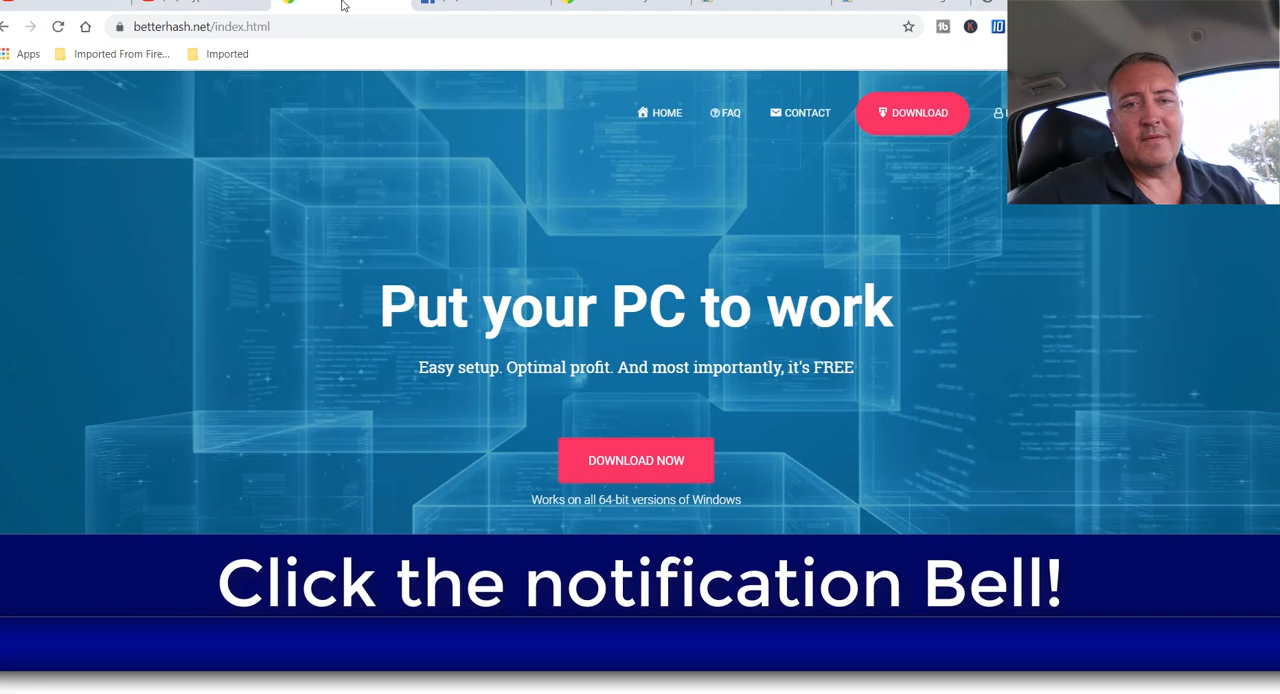 betterhash.net/index.html
Apps
Imported From Fire...
Imported
HOME
FAQ
CONTACT
DOWNLOAD
Put your PC to work
Easy setup. Optimal profit. And most importantly, it's FREE
DOWNLOAD NOW
Works on all 64-bit versions of Windows
Click the notification Bell!